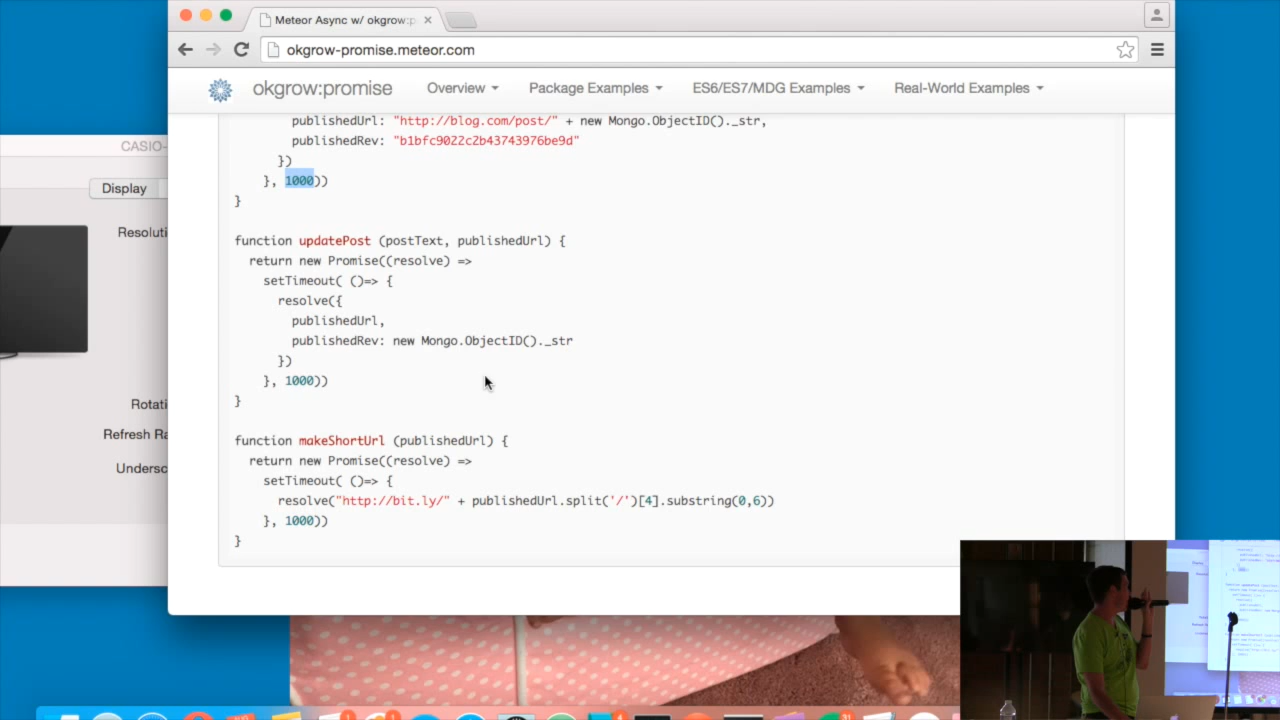 Meteor Async w/ okgrow:p
okgrow-promise.meteor.com
okgrow:promise
Overview
Package Examples
ES6/ES7/MDG Examples
Real-World Examples
publishedUrl: "http://blog.com/post/" + new Mongo.ObjectID()._str,
publishedRev: "b1bfc9022c2b43743976be9d"
})
}, 1000))
}
function updatePost (postText, publishedUrl) {
return new Promise((resolve) =>
setTimeout( ()=> {
resolve({
publishedUrl,
publishedRev: new Mongo.ObjectID()._str
})
}, 1000))
}
function makeShortUrl (publishedUrl) {
return new Promise((resolve) =>
setTimeout( ()=> {
resolve("http://bit.ly/" + publishedUrl.split('/')[4].substring(0,6))
}, 1000))
}
CASIO-
Display
Resoluti
Rotati
Refresh Ra
Undersc